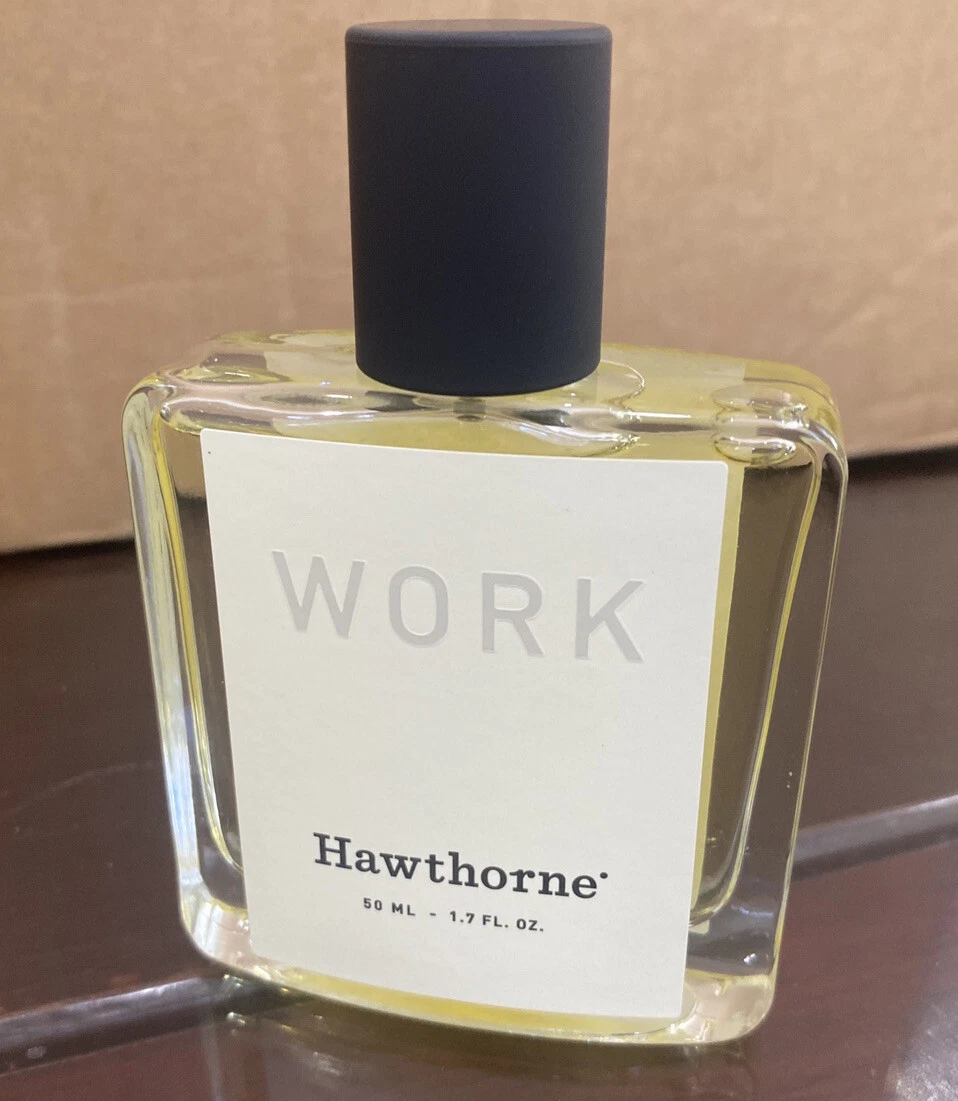 WORK
Hawthorne
50 ML - 1.7 FL. OZ.